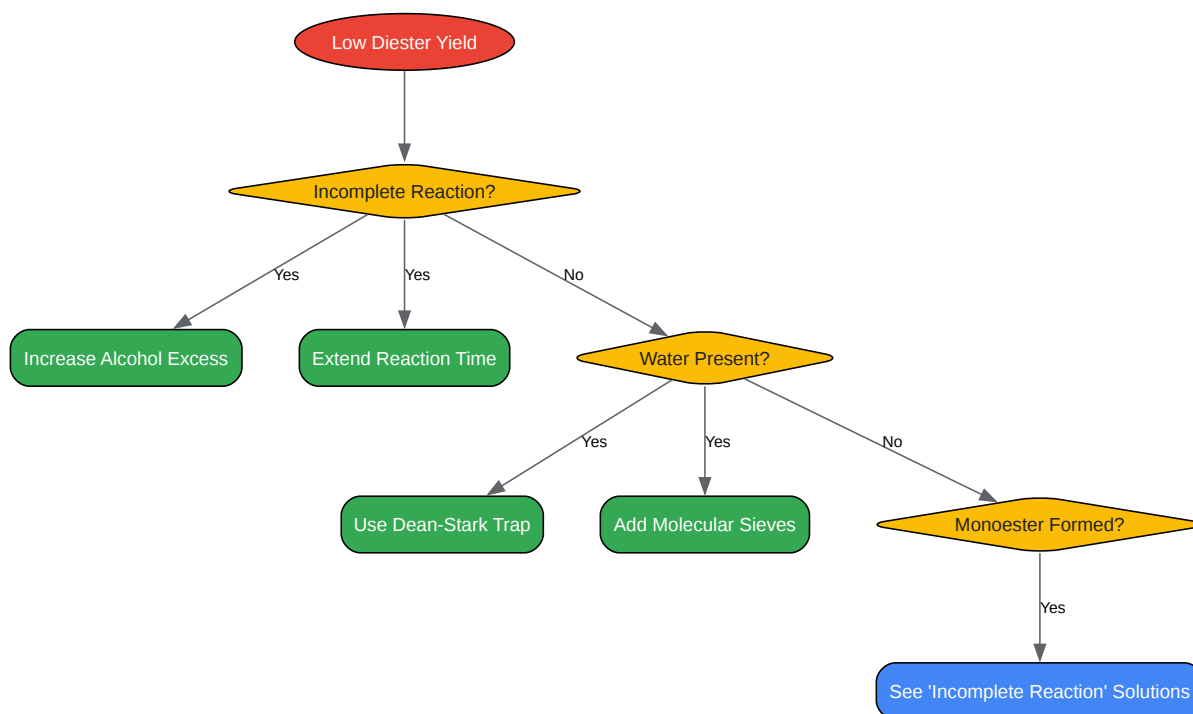 Low Diester Yield
Incomplete Reaction?
Yes
Yes
No
Increase Alcohol Excess
Extend Reaction Time
Water Present?
Yes
Yes
No
Use Dean-Stark Trap
Add Molecular Sieves
Monoester Formed?
Yes
See 'Incomplete Reaction' Solutions